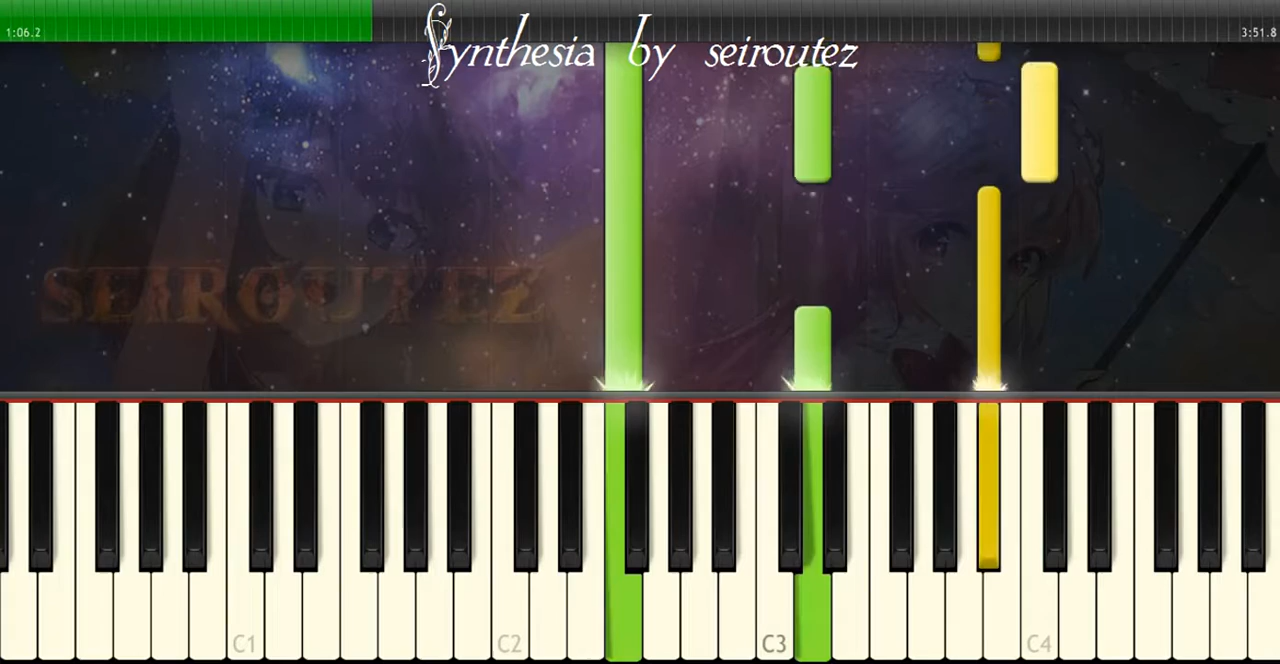 1:06.2
3:51.8
Synthesia by seiroutez
SEIROUTEZ
C1
C2
C3
C4